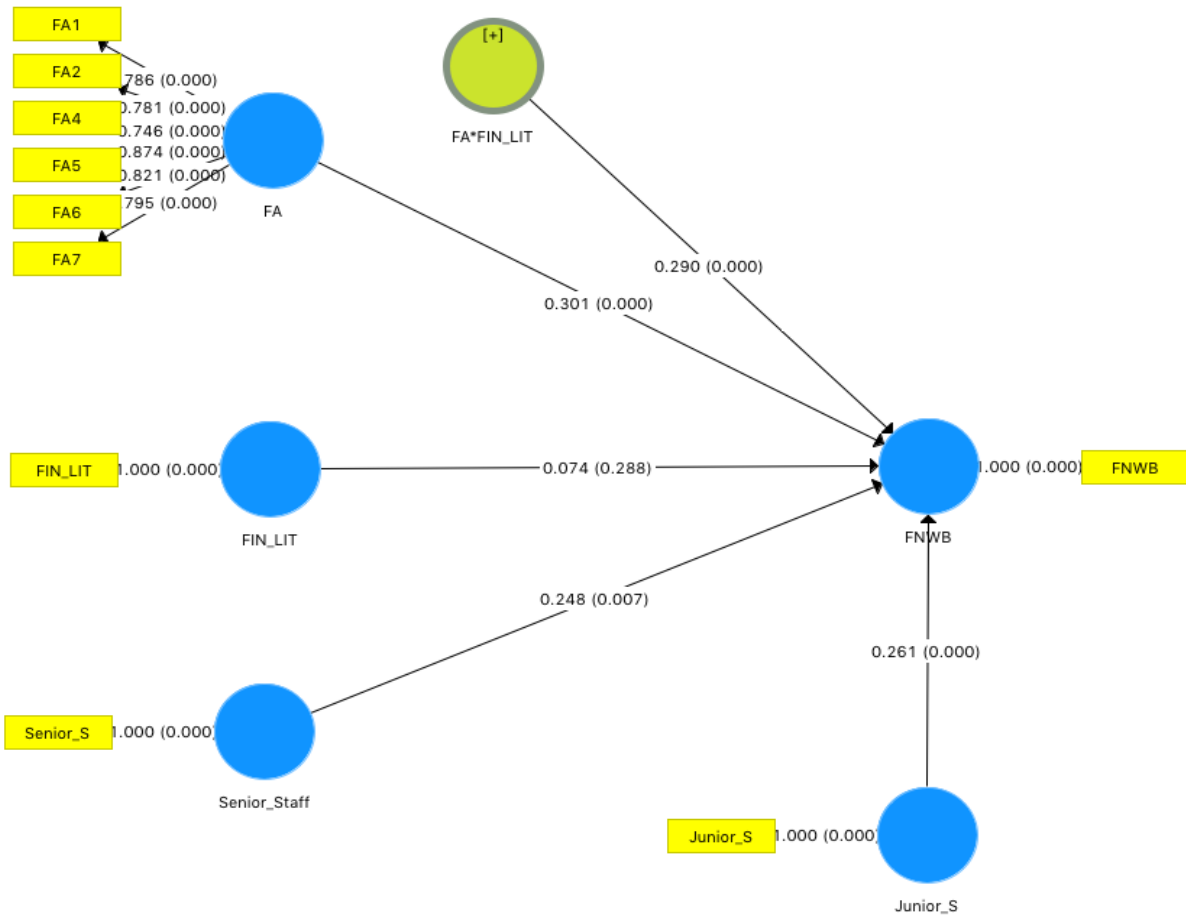 FA1
FA2
FA4
FA5
FA6
FA7
786 (0.000)
0.781 (0.000)
0.746 (0.000)
0.874 (0.000)
0.821 (0.000)
795 (0.000)
FA
[+]
FA*FIN_LIT
0.290 (0.000)
0.301 (0.000)
FIN_LIT
1.000 (0.000)
FIN_LIT
0.074 (0.288)
FNWB
1.000 (0.000)
FNWB
0.248 (0.007)
0.261 (0.000)
Senior_S
1.000 (0.000)
Senior_Staff
Junior_S
1.000 (0.000)
Junior_S